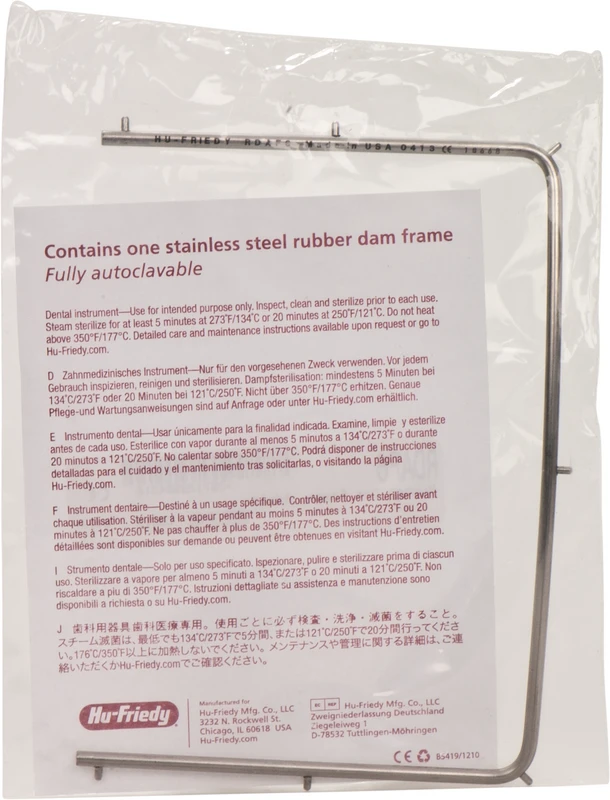 HU-FRIEDY RDAF6 Made in USA 0413 CE
Contains one stainless steel rubber dam frame
Fully autoclavable
Dental instrument—Use for intended purpose only. Inspect, clean and sterilize prior to each use.
Steam sterilize for at least 5 minutes at 273°F/134°C or 20 minutes at 250°F/121°C. Do not heat
above 350°F/177°C. Detailed care and maintenance instructions available upon request or go to
Hu-Friedy.com.
D Zahnmedizinisches Instrument—Nur für den vorgesehenen Zweck verwenden. Vor jedem
Gebrauch inspizieren, reinigen und sterilisieren. Dampfsterilisation: mindestens 5 Minuten bei
134°C/273°F oder 20 Minuten bei 121°C/250°F. Nicht über 350°F/177°C erhitzen. Genaue
Pflege-und Wartungsanweisungen sind auf Anfrage oder unter Hu-Friedy.com erhältlich.
E Instrumento dental—Usar únicamente para la finalidad indicada. Examine, limpie y esterilize
antes de cada uso. Esterilice con vapor durante al menos 5 minutos a 134°C/273°F o durante
20 minutos a 121°C/250°F. No calentar sobre 350°F/177°C. Podrá disponer de instrucciones
detalladas para el cuidado y el mantenimiento tras solicitarlas, o visitando la página
Hu-Friedy.com.
F Instrument dentaire—Destiné à un usage spécifique. Contrôler, nettoyer et stériliser avant
chaque utilisation. Stériliser à la vapeur pendant au moins 5 minutes à 134°C/273°F ou 20
minutes à 121°C/250°F. Ne pas chauffer à plus de 350°F/177°C. Des instructions d'entretien
détaillées sont disponibles sur demande ou peuvent être obtenues en visitant Hu-Friedy.com.
I Strumento dentale—Solo per uso specificato. Ispezionare, pulire e sterilizzare prima di ciascun
uso. Sterilizzare a vapore per almeno 5 minuti a 134°C/273°F o 20 minuti a 121°C/250°F. Non
riscaldare a piu di 350°F/177°C. Istruzioni dettagliate su assistenza e manutenzione sono
disponibili a richiesta o su Hu-Friedy.com.
J 歯科用器具歯科医療専用。使用ごとに必ず検査・洗浄・滅菌をすること。
スチーム滅菌は、最低でも134°C/273°Fで5分間、または121°C/250°Fで20分間行ってくださ
い。176°C/350°F以上に加熱しないでください。メンテナンスや管理に関する詳細は、ご連
絡いただくかHu-Friedy.comでご確認ください。
Hu-Friedy
Manufactured for
Hu-Friedy Mfg. Co., LLC
3232 N. Rockwell St.
Chicago, IL 60618 USA
Hu-Friedy.com
EC REP Hu-Friedy Mfg. Co., LLC
Zweigniederlassung Deutschland
Ziegeleiweg 1
D-78532 Tuttlingen-Möhringen
CE
Bs419/1210